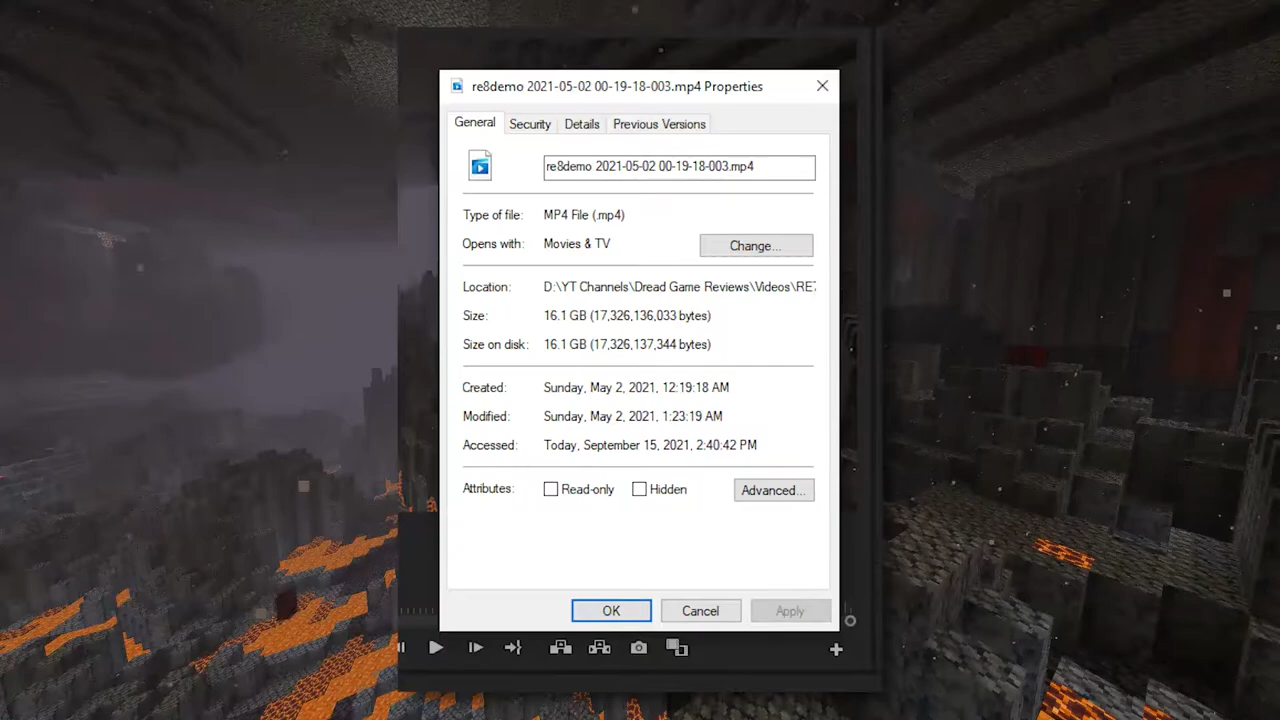 re8demo 2021-05-02 00-19-18-003.mp4 Properties
General Security Details Previous Versions
re8demo 2021-05-02 00-19-18-003.mp4
Type of file: MP4 File (.mp4)
Opens with: Movies & TV Change...
Location: D:\YT Channels\Dread Game Reviews\Videos\RE7
Size: 16.1 GB (17,326,136,033 bytes)
Size on disk: 16.1 GB (17,326,137,344 bytes)
Created: Sunday, May 2, 2021, 12:19:18 AM
Modified: Sunday, May 2, 2021, 1:23:19 AM
Accessed: Today, September 15, 2021, 2:40:42 PM
Attributes: Read-only Hidden Advanced...
OK Cancel Apply